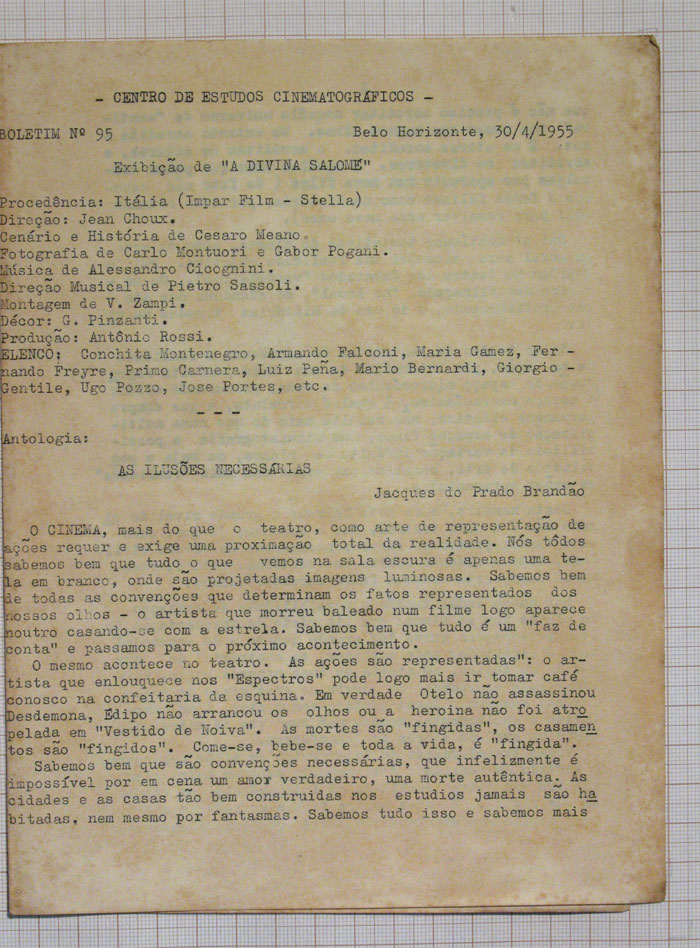 - CENTRO DE ESTUDOS CINEMATOGRÁFICOS -
BOLETIM Nº 95 Belo Horizonte, 30/4/1955
Exibição de "A DIVINA SALOMÉ"
Procedência: Itália (Impar Film - Stella)
Direção: Jean Choux.
Cenário e História de Cesaro Meano.
Fotografia de Carlo Montuori e Gabor Pogani.
Música de Alessandro Cicognini.
Direção Musical de Pietro Sassoli.
Montagem de V. Zampi.
Décor: G. Pinzanti.
Produção: Antônio Rossi.
ELENCO: Conchita Montenegro, Armando Falconi, Maria Gamez, Fer -
nando Freyre, Primo Carnera, Luiz Peña, Mario Bernardi, Giorgio -
Gentile, Ugo Pozzo, Jose Portes, etc.
- - -
Antologia:
AS ILUSÕES NECESSÁRIAS
Jacques do Prado Brandão
O CINEMA, mais do que o teatro, como arte de representação de
ações requer e exige uma proximação total da realidade. Nós tôdos
sabemos bem que tudo o que vemos na sala escura é apenas uma te-
la em branco, onde são projetadas imagens luminosas. Sabemos bem
de todas as convenções que determinam os fatos representados dos
nossos olhos - o artista que morreu baleado num filme logo aparece
noutro casando-se com a estrela. Sabemos bem que tudo é um "faz de
conta" e passamos para o próximo acontecimento.
O mesmo acontece no teatro. As ações são representadas": o ar-
tista que enlouquece nos "Espectros" pode logo mais ir tomar café
conosco na confeitaria da esquina. Em verdade Otelo não assassinou
Desdemona, Édipo não arrancou os olhos ou a heroina não foi atro
pelada em "Vestido de Noiva". As mortes são "fingidas", os casamen
tos são "fingidos". Come-se, bebe-se e toda a vida, é "fingida".
Sabemos bem que são convenções necessárias, que infelizmente é
impossível por em cena um amor verdadeiro, uma morte autêntica. As
cidades e as casas tão bem construidas nos estudios jamais são ha
bitadas, nem mesmo por fantasmas. Sabemos tudo isso e sabemos mais